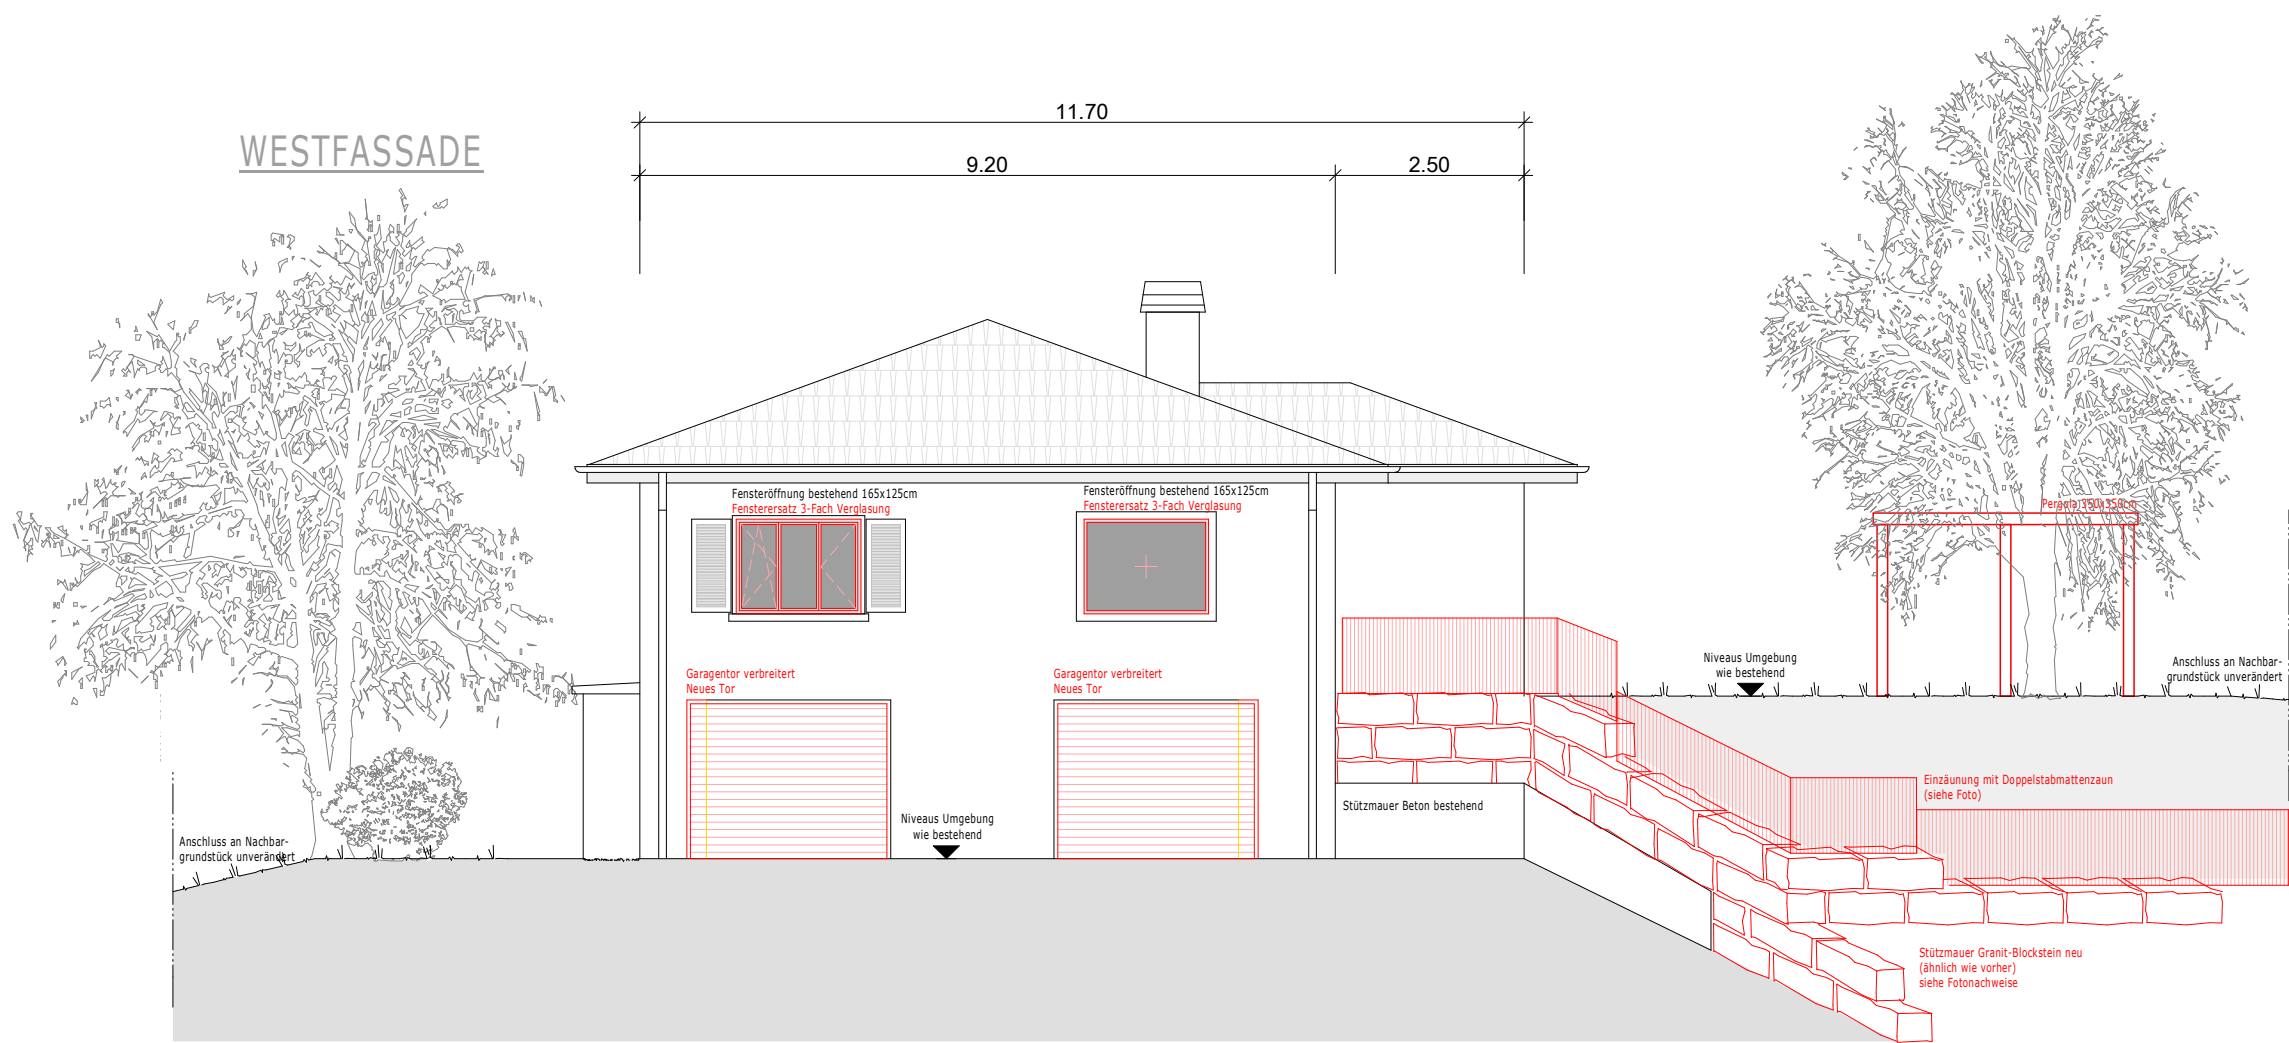 11.70
WESTFASSADE
9.20
2.50
Fensteröffnung bestehend 165x125cm
Fensterersatz 3-Fach Verglasung
Fensteröffnung bestehend 165x125cm
Fensterersatz 3-Fach Verglasung
Pergola 350x350cm
Garagentor verbreitert
Neues Tor
Garagentor verbreitert
Neues Tor
Niveaus Umgebung
wie bestehend
Anschluss an Nachbar-
grundstück unverändert
Einzäunung mit Doppelstabmattenzaun
(siehe Foto)
Stützmauer Beton bestehend
Niveaus Umgebung
wie bestehend
Anschluss an Nachbar-
grundstück unverändert
Stützmauer Granit-Blockstein neu
(ähnlich wie vorher)
siehe Fotonachweise